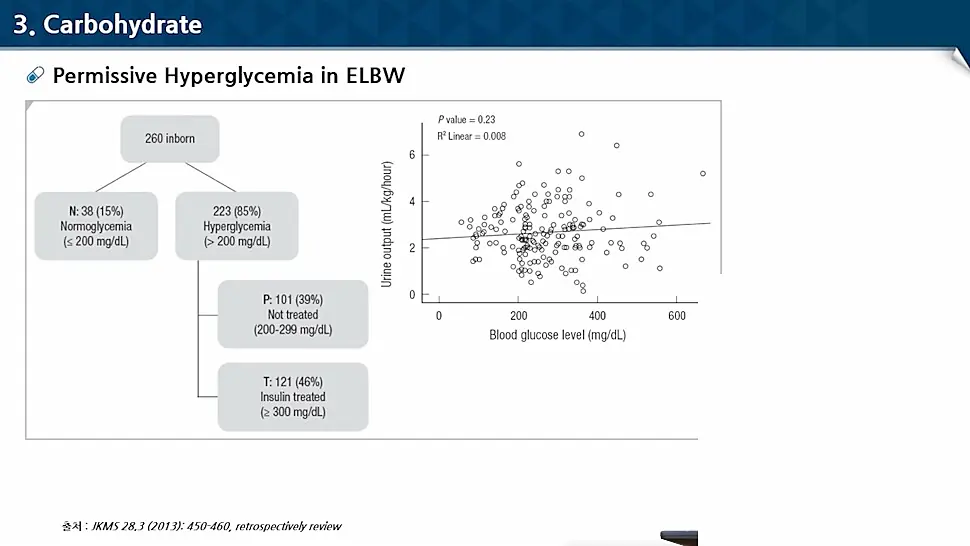 3. Carbohydrate
Permissive Hyperglycemia in ELBW
260 inborn
N: 38 (15%)
Normoglycemia
(≤ 200 mg/dL)
223 (85%)
Hyperglycemia
(> 200 mg/dL)
P: 101 (39%)
Not treated
(200-299 mg/dL)
T: 121 (46%)
Insulin treated
(≥ 300 mg/dL)
P value = 0.23
R² Linear = 0.008
Urine output (mL/kg/hour)
6
4
2
0
0 200 400 600
Blood glucose level (mg/dL)
출처 : JKMS 28.3 (2013): 450-460, retrospectively review